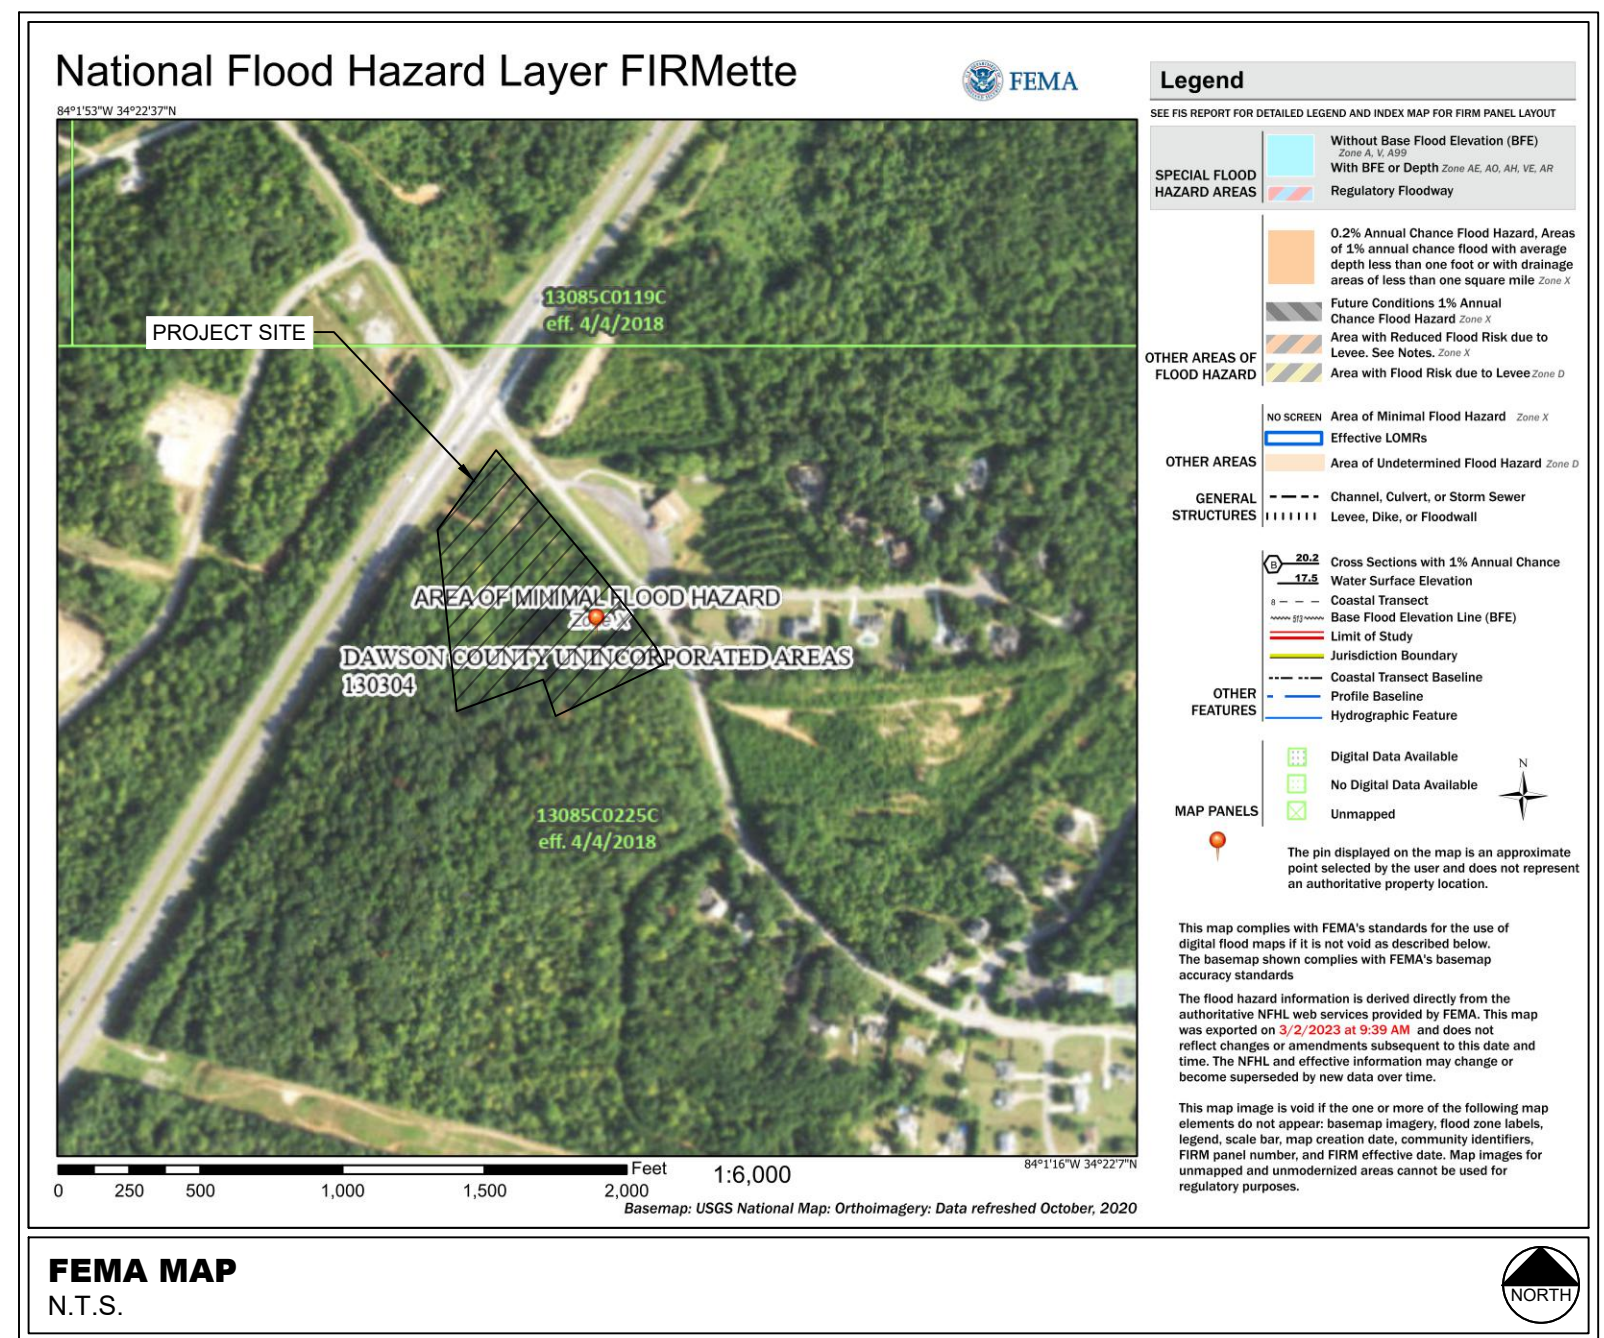 National Flood Hazard Layer FIRMette
FEMA
84°1'53"W 34°22'37"N
13085C0119C
eff. 4/4/2018
PROJECT SITE
AREA OF MINIMAL FLOOD HAZARD
Zone X
DAWSON COUNTY UNINCORPORATED AREAS
130304
13085C0225C
eff. 4/4/2018
84°1'16"W 34°22'7"N
Feet
1:6,000
0 250 500 1,000 1,500 2,000
Basemap: USGS National Map: Orthoimagery: Data refreshed October, 2020
Legend
SEE FIS REPORT FOR DETAILED LEGEND AND INDEX MAP FOR FIRM PANEL LAYOUT
SPECIAL FLOOD
HAZARD AREAS
Without Base Flood Elevation (BFE)
Zone A, V, A99
With BFE or Depth Zone AE, AO, AH, VE, AR
Regulatory Floodway
OTHER AREAS OF
FLOOD HAZARD
0.2% Annual Chance Flood Hazard, Areas
of 1% annual chance flood with average
depth less than one foot or with drainage
areas of less than one square mile Zone X
Future Conditions 1% Annual
Chance Flood Hazard Zone X
Area with Reduced Flood Risk due to
Levee. See Notes. Zone X
Area with Flood Risk due to Levee Zone D
OTHER AREAS
NO SCREEN Area of Minimal Flood Hazard Zone X
Effective LOMRs
Area of Undetermined Flood Hazard Zone D
GENERAL
STRUCTURES
Channel, Culvert, or Storm Sewer
Levee, Dike, or Floodwall
OTHER
FEATURES
B 20.2 Cross Sections with 1% Annual Chance
17.5 Water Surface Elevation
8 Coastal Transect
513 Base Flood Elevation Line (BFE)
Limit of Study
Jurisdiction Boundary
Coastal Transect Baseline
Profile Baseline
Hydrographic Feature
MAP PANELS
Digital Data Available
No Digital Data Available
Unmapped
N
The pin displayed on the map is an approximate
point selected by the user and does not represent
an authoritative property location.
This map complies with FEMA's standards for the use of
digital flood maps if it is not void as described below.
The basemap shown complies with FEMA's basemap
accuracy standards
The flood hazard information is derived directly from the
authoritative NFHL web services provided by FEMA. This map
was exported on 3/2/2023 at 9:39 AM and does not
reflect changes or amendments subsequent to this date and
time. The NFHL and effective information may change or
become superseded by new data over time.
This map image is void if the one or more of the following map
elements do not appear: basemap imagery, flood zone labels,
legend, scale bar, map creation date, community identifiers,
FIRM panel number, and FIRM effective date. Map images for
unmapped and unmodernized areas cannot be used for
regulatory purposes.
FEMA MAP
N.T.S.
NORTH